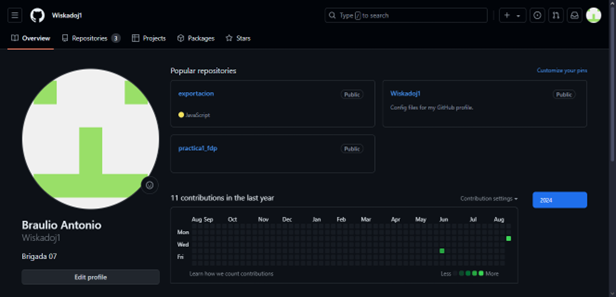 Wiskadoj1
Type / to search
Overview
Repositories 3
Projects
Packages
Stars
Popular repositories
Customize your pins
exportacion
Public
JavaScript
Wiskadoj1
Public
Config files for my GitHub profile.
practica1_fdp
Public
11 contributions in the last year
Contribution settings
2024
Aug Sep Oct Nov Dec Jan Feb Mar Apr May Jun Jul Aug
Mon
Wed
Fri
Learn how we count contributions
Less More
Braulio Antonio
Wiskadoj1
Brigada 07
Edit profile